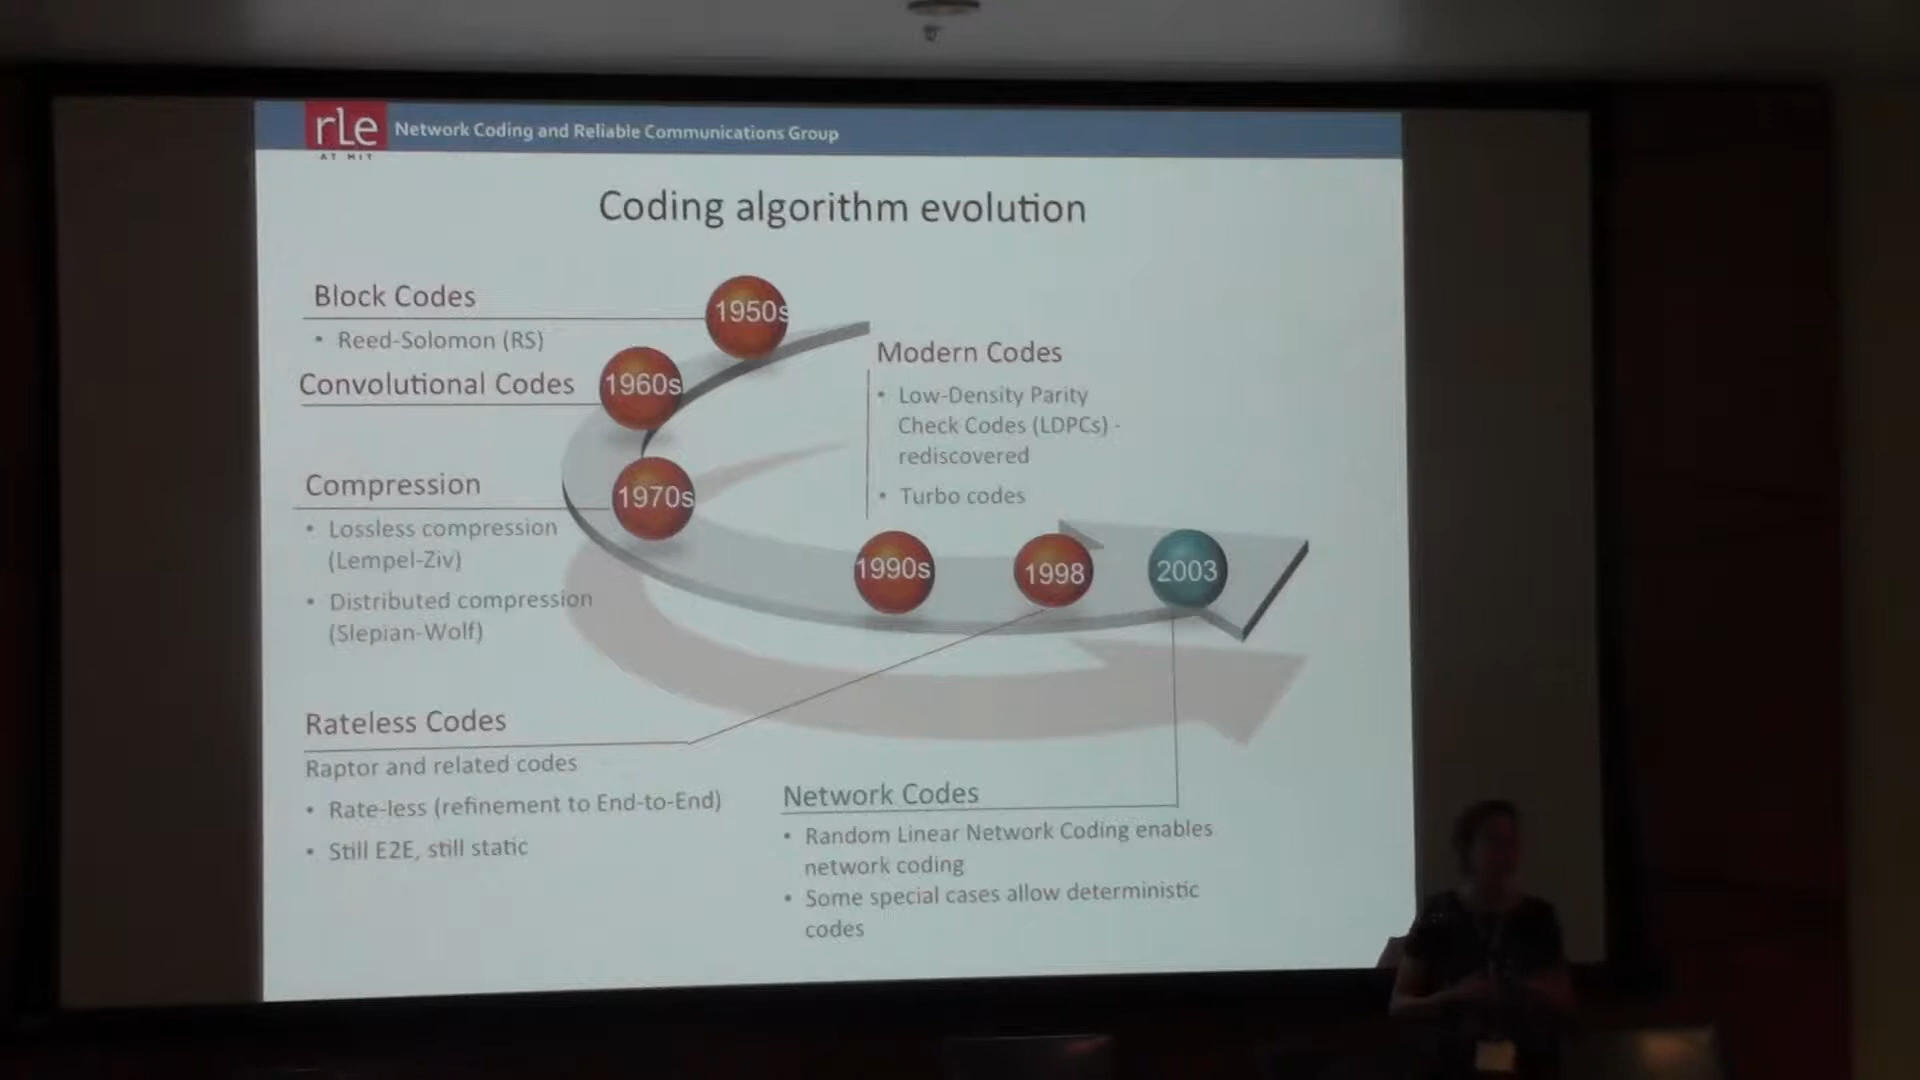 rLe
AT MIT
Network Coding and Reliable Communications Group
Coding algorithm evolution
Block Codes
• Reed-Solomon (RS)
1950s
Convolutional Codes
1960s
Compression
1970s
• Lossless compression
(Lempel-Ziv)
• Distributed compression
(Slepian-Wolf)
Modern Codes
• Low-Density Parity
Check Codes (LDPCs) -
rediscovered
• Turbo codes
1990s
1998
2003
Rateless Codes
Raptor and related codes
• Rate-less (refinement to End-to-End)
• Still E2E, still static
Network Codes
• Random Linear Network Coding enables
network coding
• Some special cases allow deterministic
codes